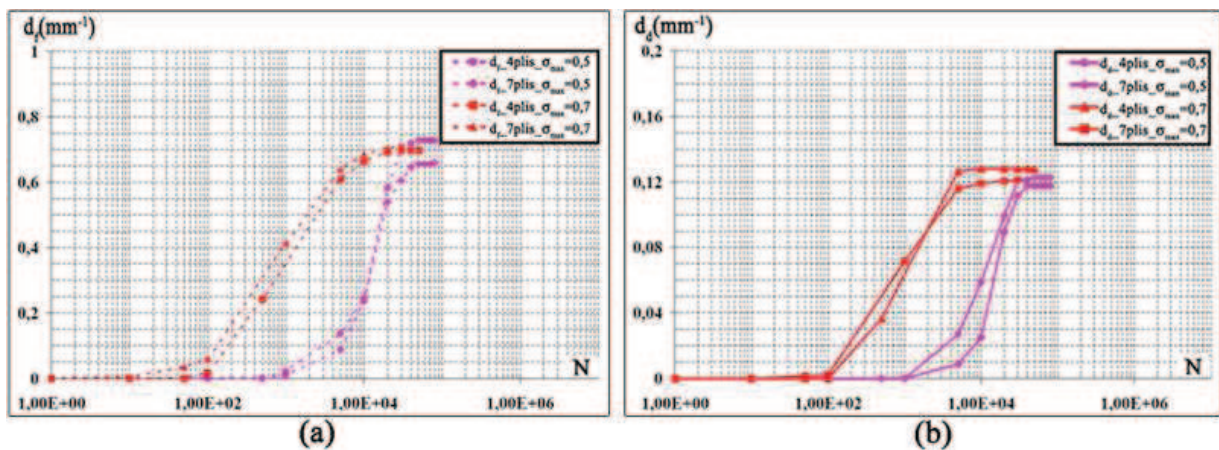 d_f(mm⁻¹)
1
0,8
0,6
0,4
0,2
0
1,00E+00 1,00E+02 1,00E+04 1,00E+06
N
d_f_4plis_σ_max=0,5
d_f_7plis_σ_max=0,5
d_f_4plis_σ_max=0,7
d_f_7plis_σ_max=0,7
(a)
d_d(mm⁻¹)
0,2
0,16
0,12
0,08
0,04
0
1,00E+00 1,00E+02 1,00E+04 1,00E+06
N
d_d_4plis_σ_max=0,5
d_d_7plis_σ_max=0,5
d_d_4plis_σ_max=0,7
d_d_7plis_σ_max=0,7
(b)